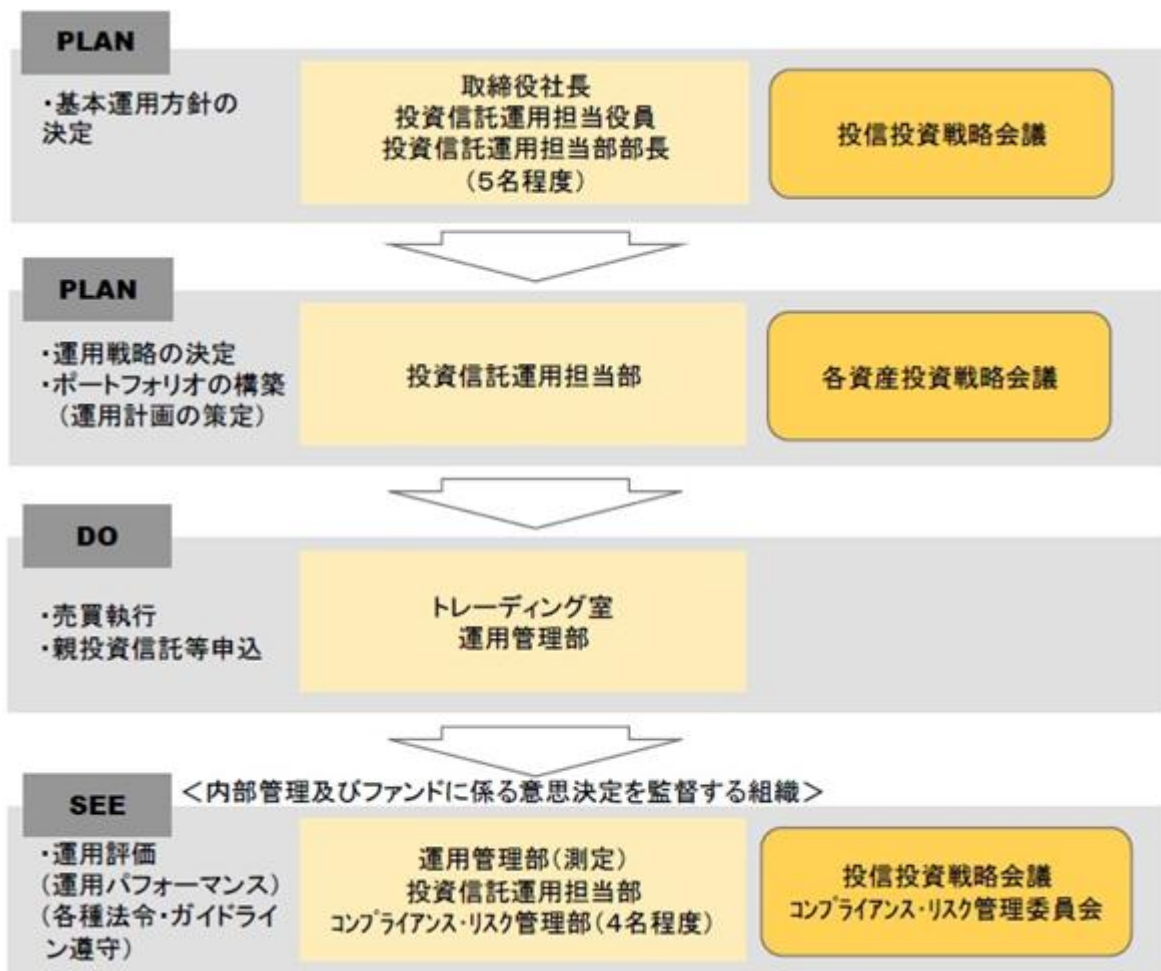 PLAN
・基本運用方針の
決定
取締役社長
投資信託運用担当役員
投資信託運用担当部部長
(5名程度)
投信投資戦略会議
PLAN
・運用戦略の決定
・ポートフォリオの構築
(運用計画の策定)
投資信託運用担当部
各資産投資戦略会議
DO
・売買執行
・親投資信託等申込
トレーディング室
運用管理部
SEE
＜内部管理及びファンドに係る意思決定を監督する組織＞
・運用評価
(運用パフォーマンス)
(各種法令・ガイドライ
ン遵守)
運用管理部(測定)
投資信託運用担当部
ｺﾝﾌﾟﾗｲｱﾝｽ・ﾘｽｸ管理部(4名程度)
投信投資戦略会議
ｺﾝﾌﾟﾗｲｱﾝｽ・ﾘｽｸ管理委員会